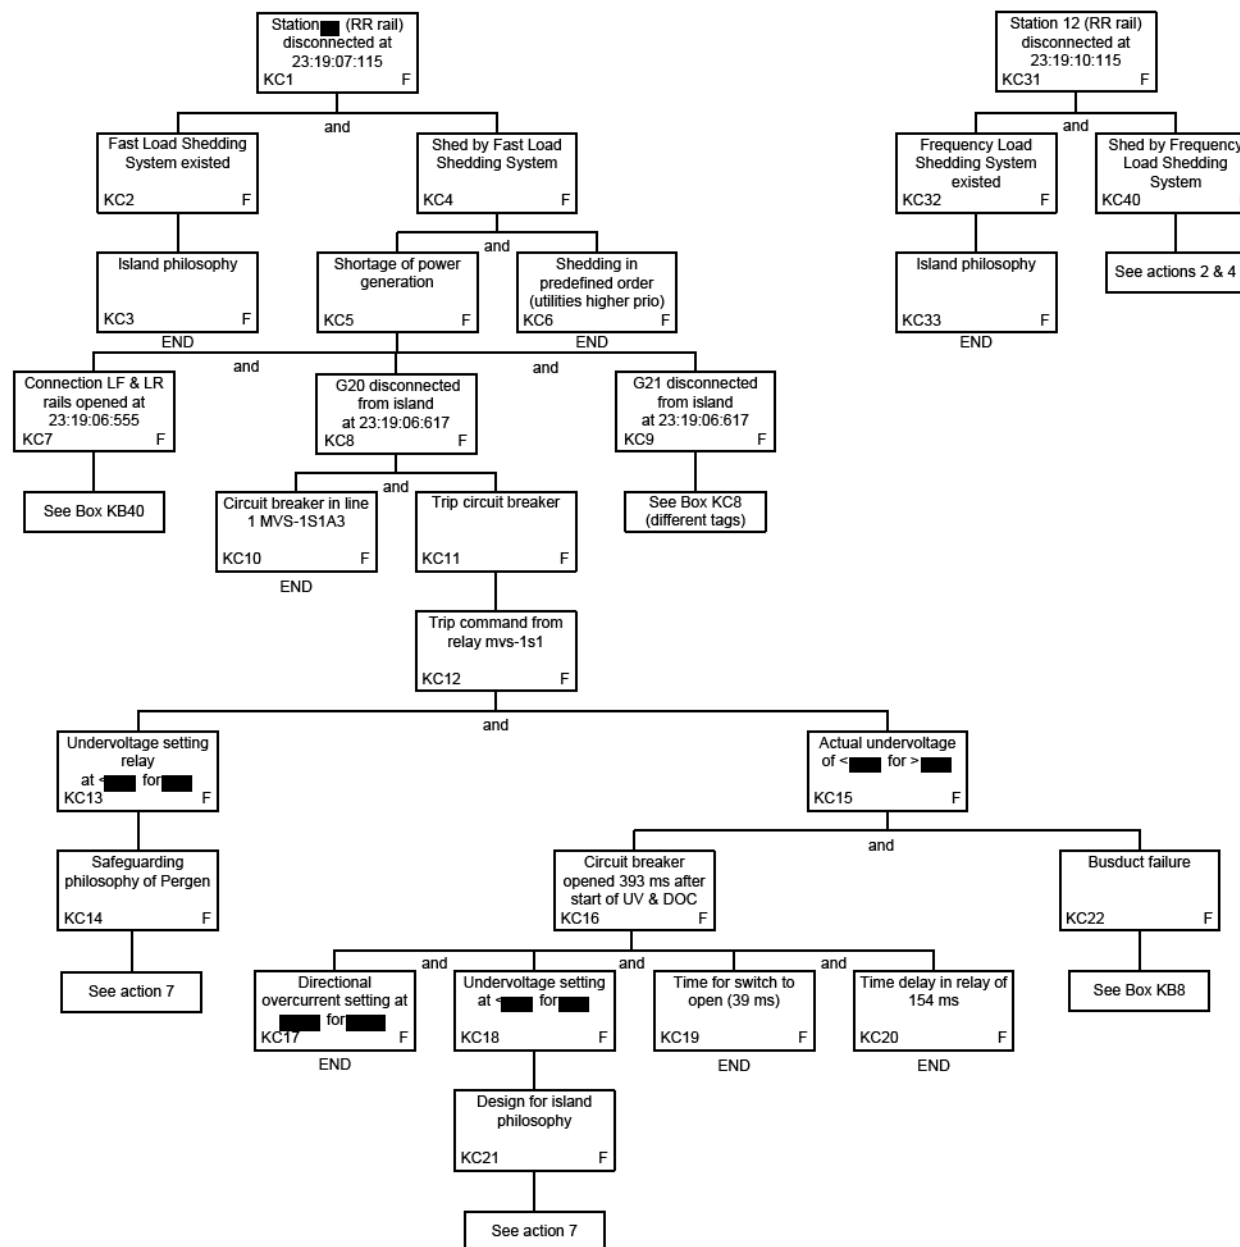 Station (RR rail)
disconnected at
23:19:07:115
KC1 F
and
Fast Load Shedding
System existed
KC2 F
Shed by Fast Load
Shedding System
KC4 F
Island philosophy
KC3 F
END
and
Shortage of power
generation
KC5 F
Shedding in
predefined order
(utilities higher prio)
KC6 F
END
and
and
Connection LF & LR
rails opened at
23:19:06:555
KC7 F
See Box KB40
G20 disconnected
from island
at 23:19:06:617
KC8 F
G21 disconnected
from island
at 23:19:06:617
KC9 F
See Box KC8
(different tags)
and
Circuit breaker in line
1 MVS-1S1A3
KC10 F
END
Trip circuit breaker
KC11 F
Trip command from
relay mvs-1s1
KC12 F
and
Undervoltage setting
relay
at < for
KC13 F
Safeguarding
philosophy of Pergen
KC14 F
See action 7
Actual undervoltage
of < for >
KC15 F
and
Circuit breaker
opened 393 ms after
start of UV & DOC
KC16 F
Busduct failure
KC22 F
See Box KB8
and
and
and
Directional
overcurrent setting at
for
KC17 F
END
Undervoltage setting
at < for
KC18 F
Time for switch to
open (39 ms)
KC19 F
END
Time delay in relay of
154 ms
KC20 F
END
Design for island
philosophy
KC21 F
See action 7
Station 12 (RR rail)
disconnected at
23:19:10:115
KC31 F
and
Frequency Load
Shedding System
existed
KC32 F
Shed by Frequency
Load Shedding
System
KC40
Island philosophy
KC33 F
END
See actions 2 & 4